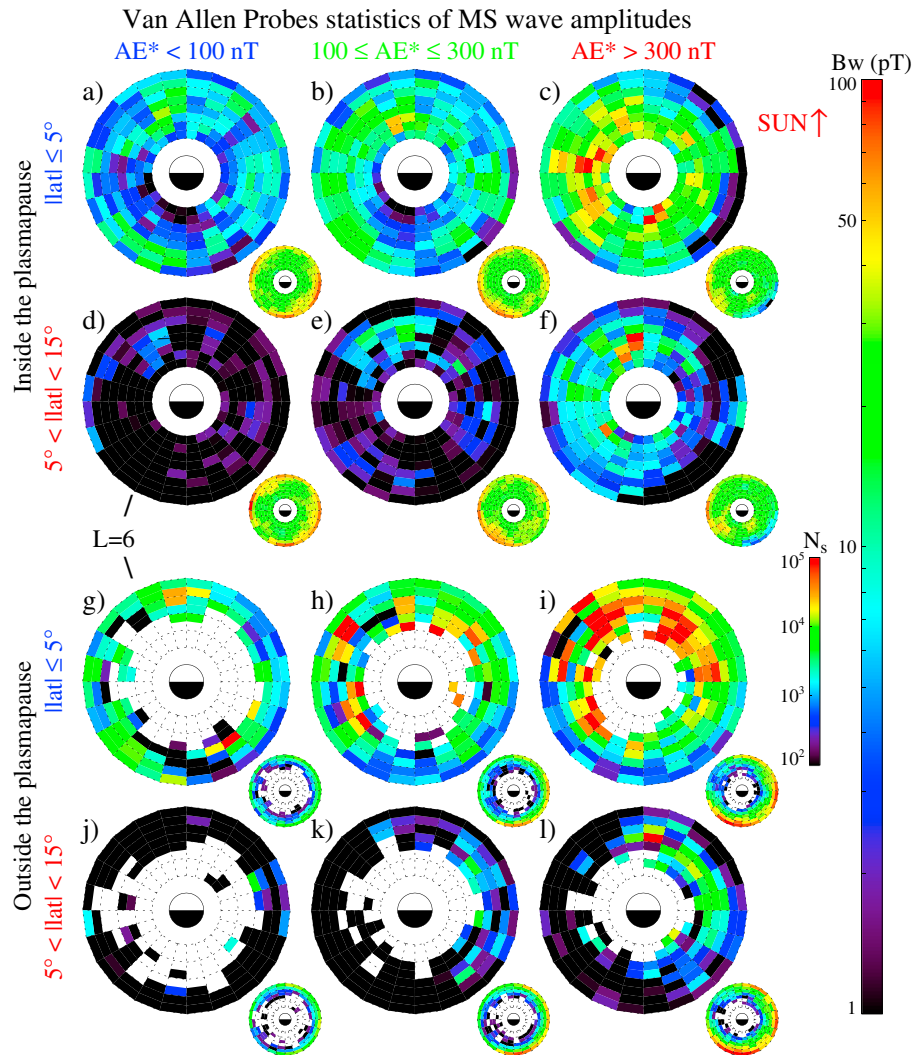 Van Allen Probes statistics of MS wave amplitudes
AE* < 100 nT
100 ≤ AE* ≤ 300 nT
AE* > 300 nT
Bw (pT)
100
50
10
1
SUN↑
Inside the plasmapause
|lat| ≤ 5°
a)
b)
c)
5° < |lat| < 15°
d)
e)
f)
L=6
N_s
10^5
10^4
10^3
10^2
Outside the plasmapause
|lat| ≤ 5°
g)
h)
i)
5° < |lat| < 15°
j)
k)
l)